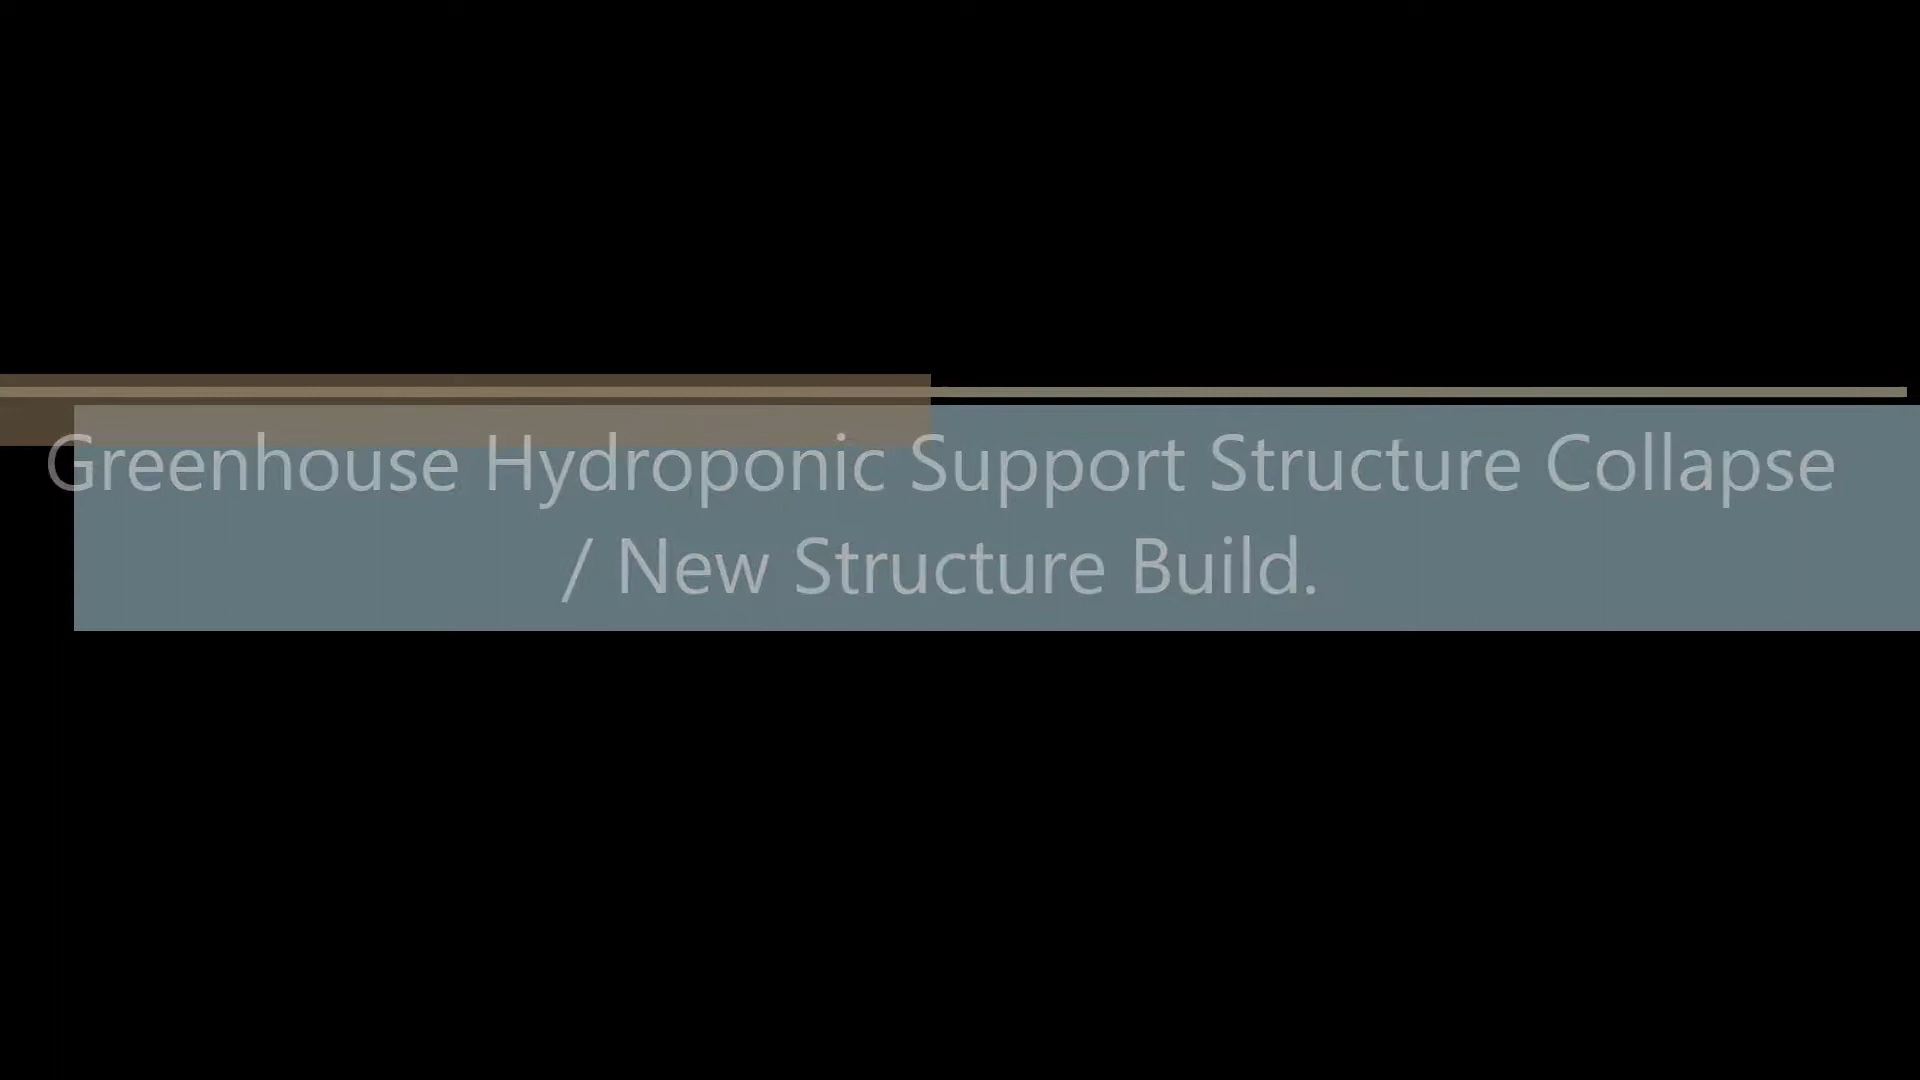 Greenhouse Hydroponic Support Structure Collapse
/ New Structure Build.